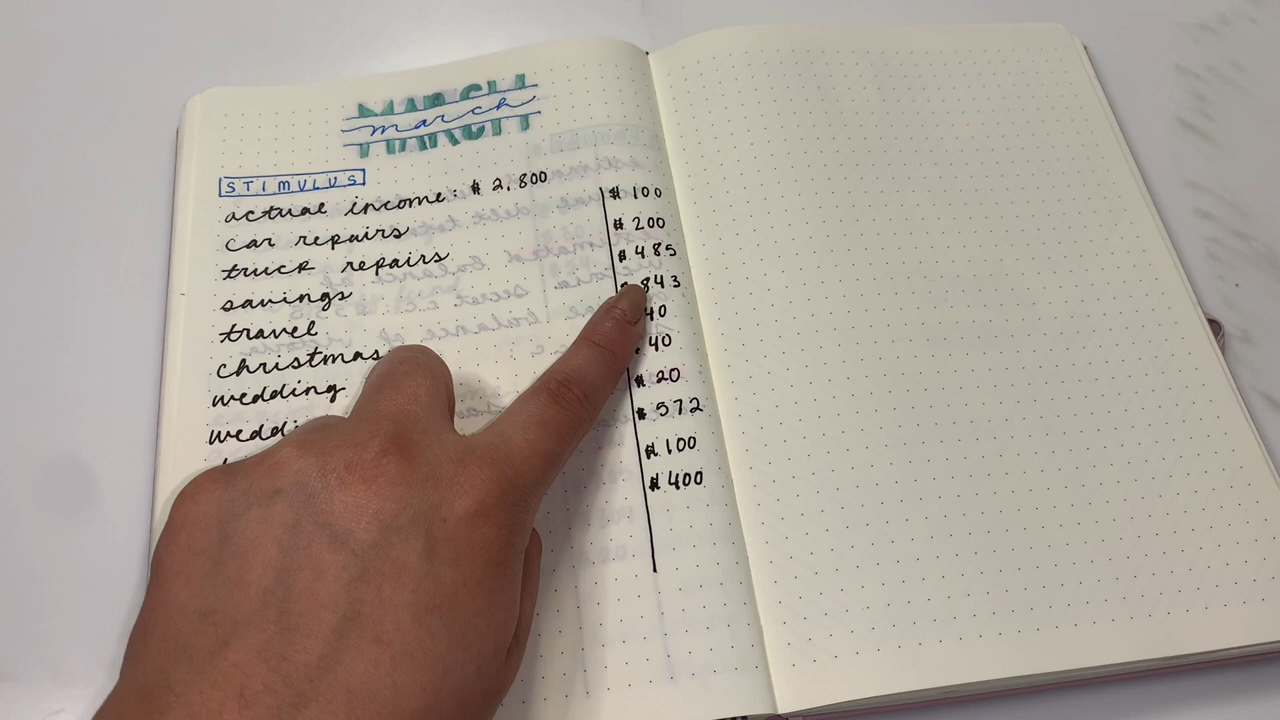 MARCH
march
STIMULUS
actual income: $ 2,800
car repairs $ 100
truck repairs $ 200
savings $ 485
travel 843
christmas 40
wedding 40
$ 20
$ 572
$ 100
$ 400